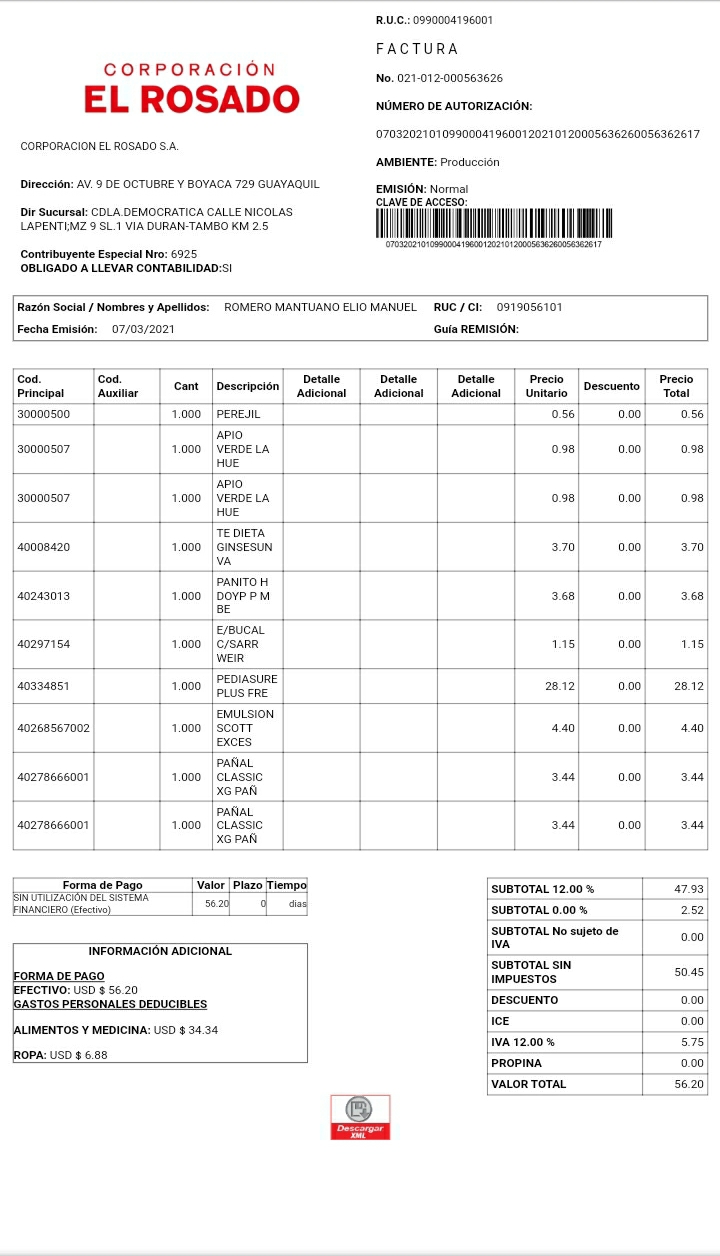 CORPORACIÓN
EL ROSADO
CORPORACION EL ROSADO S.A.
Dirección: AV. 9 DE OCTUBRE Y BOYACA 729 GUAYAQUIL
Dir Sucursal: CDLA.DEMOCRATICA CALLE NICOLAS
LAPENTI;MZ 9 SL.1 VIA DURAN-TAMBO KM 2.5
Contribuyente Especial Nro: 6925
OBLIGADO A LLEVAR CONTABILIDAD:SI
R.U.C.: 0990004196001
FACTURA
No. 021-012-000563626
NÚMERO DE AUTORIZACIÓN:
0703202101099000419600120210120005636260056362617
AMBIENTE: Producción
EMISIÓN: Normal
CLAVE DE ACCESO:
0703202101099000419600120210120005636260056362617
Razón Social / Nombres y Apellidos: ROMERO MANTUANO ELIO MANUEL RUC / CI: 0919056101
Fecha Emisión: 07/03/2021 Guía REMISIÓN:
Cod. Principal Cod. Auxiliar Cant Descripción Detalle Adicional Detalle Adicional Detalle Adicional Precio Unitario Descuento Precio Total
30000500 1.000 PEREJIL 0.56 0.00 0.56
30000507 1.000 APIO VERDE LA HUE 0.98 0.00 0.98
30000507 1.000 APIO VERDE LA HUE 0.98 0.00 0.98
40008420 1.000 TE DIETA GINSESUN VA 3.70 0.00 3.70
40243013 1.000 PANITO H DOYP P M BE 3.68 0.00 3.68
40297154 1.000 E/BUCAL C/SARR WEIR 1.15 0.00 1.15
40334851 1.000 PEDIASURE PLUS FRE 28.12 0.00 28.12
40268567002 1.000 EMULSION SCOTT EXCES 4.40 0.00 4.40
40278666001 1.000 PAÑAL CLASSIC XG PAÑ 3.44 0.00 3.44
40278666001 1.000 PAÑAL CLASSIC XG PAÑ 3.44 0.00 3.44
Forma de Pago Valor Plazo Tiempo
SIN UTILIZACIÓN DEL SISTEMA FINANCIERO (Efectivo) 56.20 0 dias
INFORMACIÓN ADICIONAL
FORMA DE PAGO
EFECTIVO: USD $ 56.20
GASTOS PERSONALES DEDUCIBLES
ALIMENTOS Y MEDICINA: USD $ 34.34
ROPA: USD $ 6.88
SUBTOTAL 12.00 % 47.93
SUBTOTAL 0.00 % 2.52
SUBTOTAL No sujeto de IVA 0.00
SUBTOTAL SIN IMPUESTOS 50.45
DESCUENTO 0.00
ICE 0.00
IVA 12.00 % 5.75
PROPINA 0.00
VALOR TOTAL 56.20
Descargar
XML